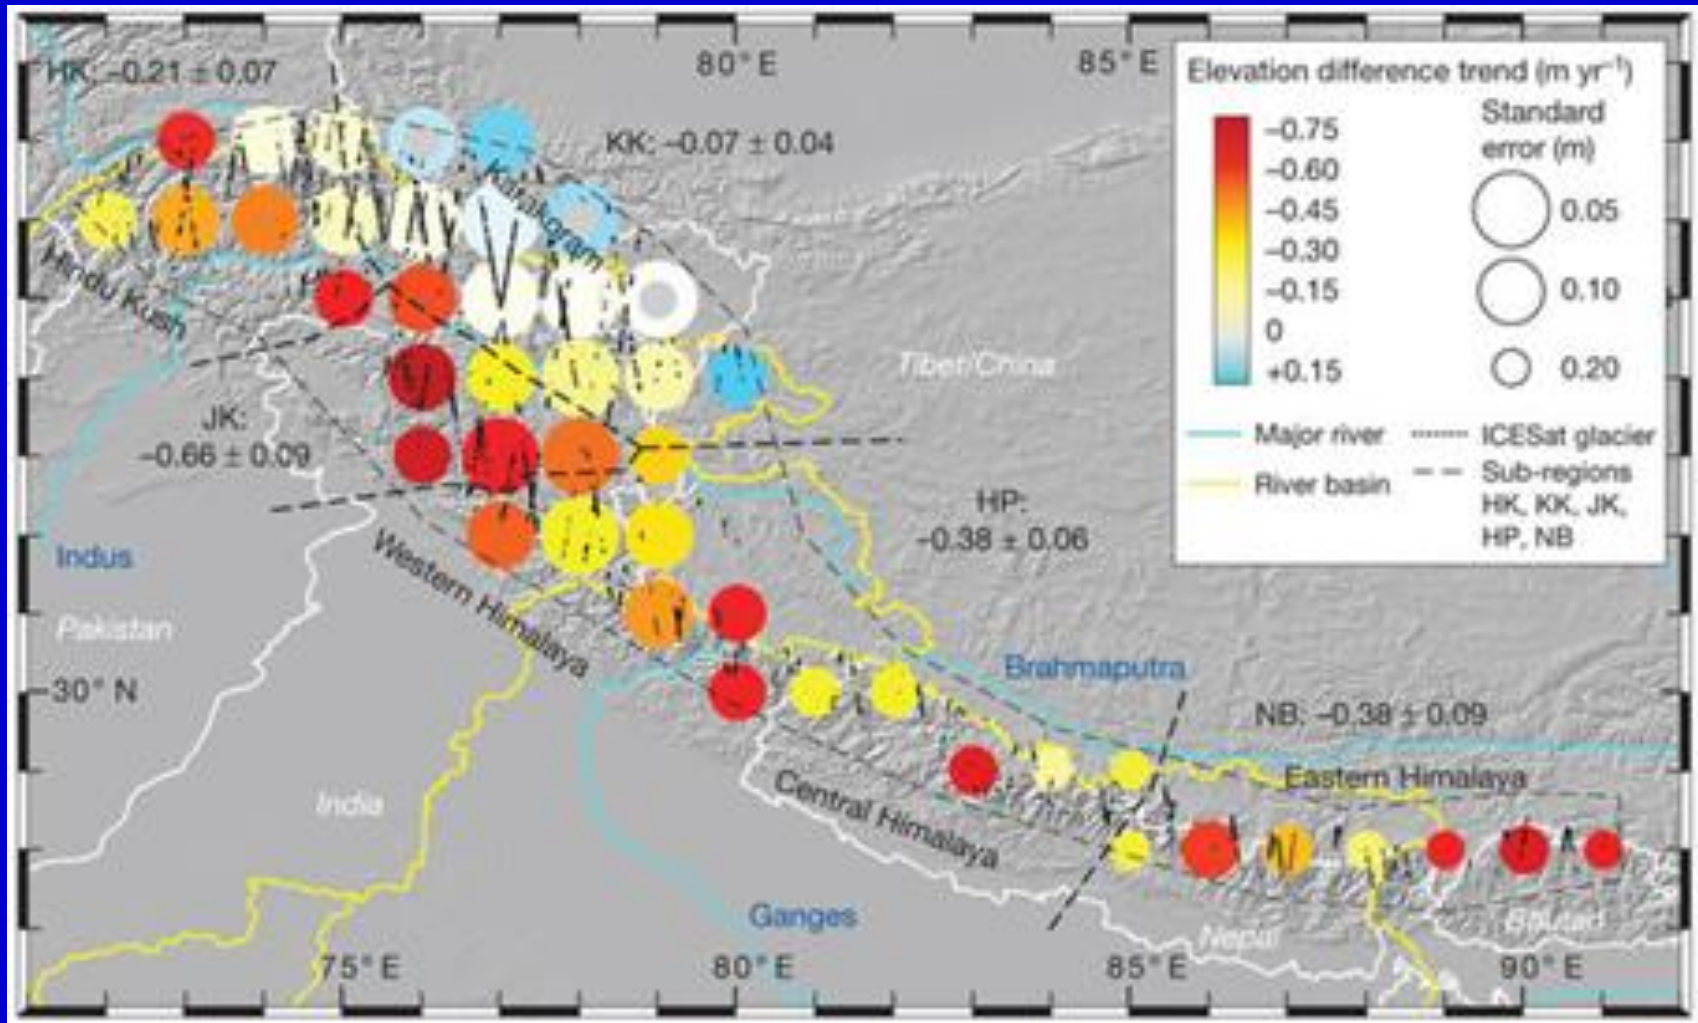 HK: −0.21 ± 0.07
80° E
85° E
KK: −0.07 ± 0.04
Karakoram
Hindu Kush
Tibet/China
JK:
−0.66 ± 0.09
HP:
−0.38 ± 0.06
Indus
Western Himalaya
Pakistan
30° N
Brahmaputra
NB: −0.38 ± 0.09
Eastern Himalaya
India
Central Himalaya
Ganges
Nepal
Bhutan
75° E
80° E
85° E
90° E
Elevation difference trend (m yr⁻¹)
−0.75
−0.60
−0.45
−0.30
−0.15
0
+0.15
Standard
error (m)
0.05
0.10
0.20
Major river
River basin
ICESat glacier
Sub-regions
HK, KK, JK,
HP, NB